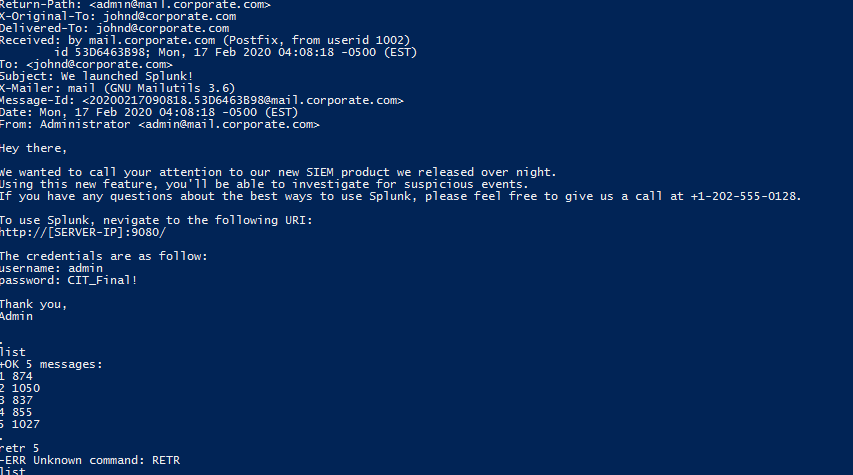 Return-Path: <admin@mail.corporate.com>
X-Original-To: johnd@corporate.com
Delivered-To: johnd@corporate.com
Received: by mail.corporate.com (Postfix, from userid 1002)
id 53D6463B98; Mon, 17 Feb 2020 04:08:18 -0500 (EST)
To: <johnd@corporate.com>
Subject: We launched Splunk!
X-Mailer: mail (GNU Mailutils 3.6)
Message-Id: <20200217090818.53D6463B98@mail.corporate.com>
Date: Mon, 17 Feb 2020 04:08:18 -0500 (EST)
From: Administrator <admin@mail.corporate.com>
Hey there,
We wanted to call your attention to our new SIEM product we released over night.
Using this new feature, you'll be able to investigate for suspicious events.
If you have any questions about the best ways to use Splunk, please feel free to give us a call at +1-202-555-0128.
To use Splunk, nevigate to the following URI:
http://[SERVER-IP]:9080/
The credentials are as follow:
username: admin
password: CIT_Final!
Thank you,
Admin
.
list
+OK 5 messages:
1 874
2 1050
3 837
4 855
5 1027
.
retr 5
-ERR Unknown command: RETR
list